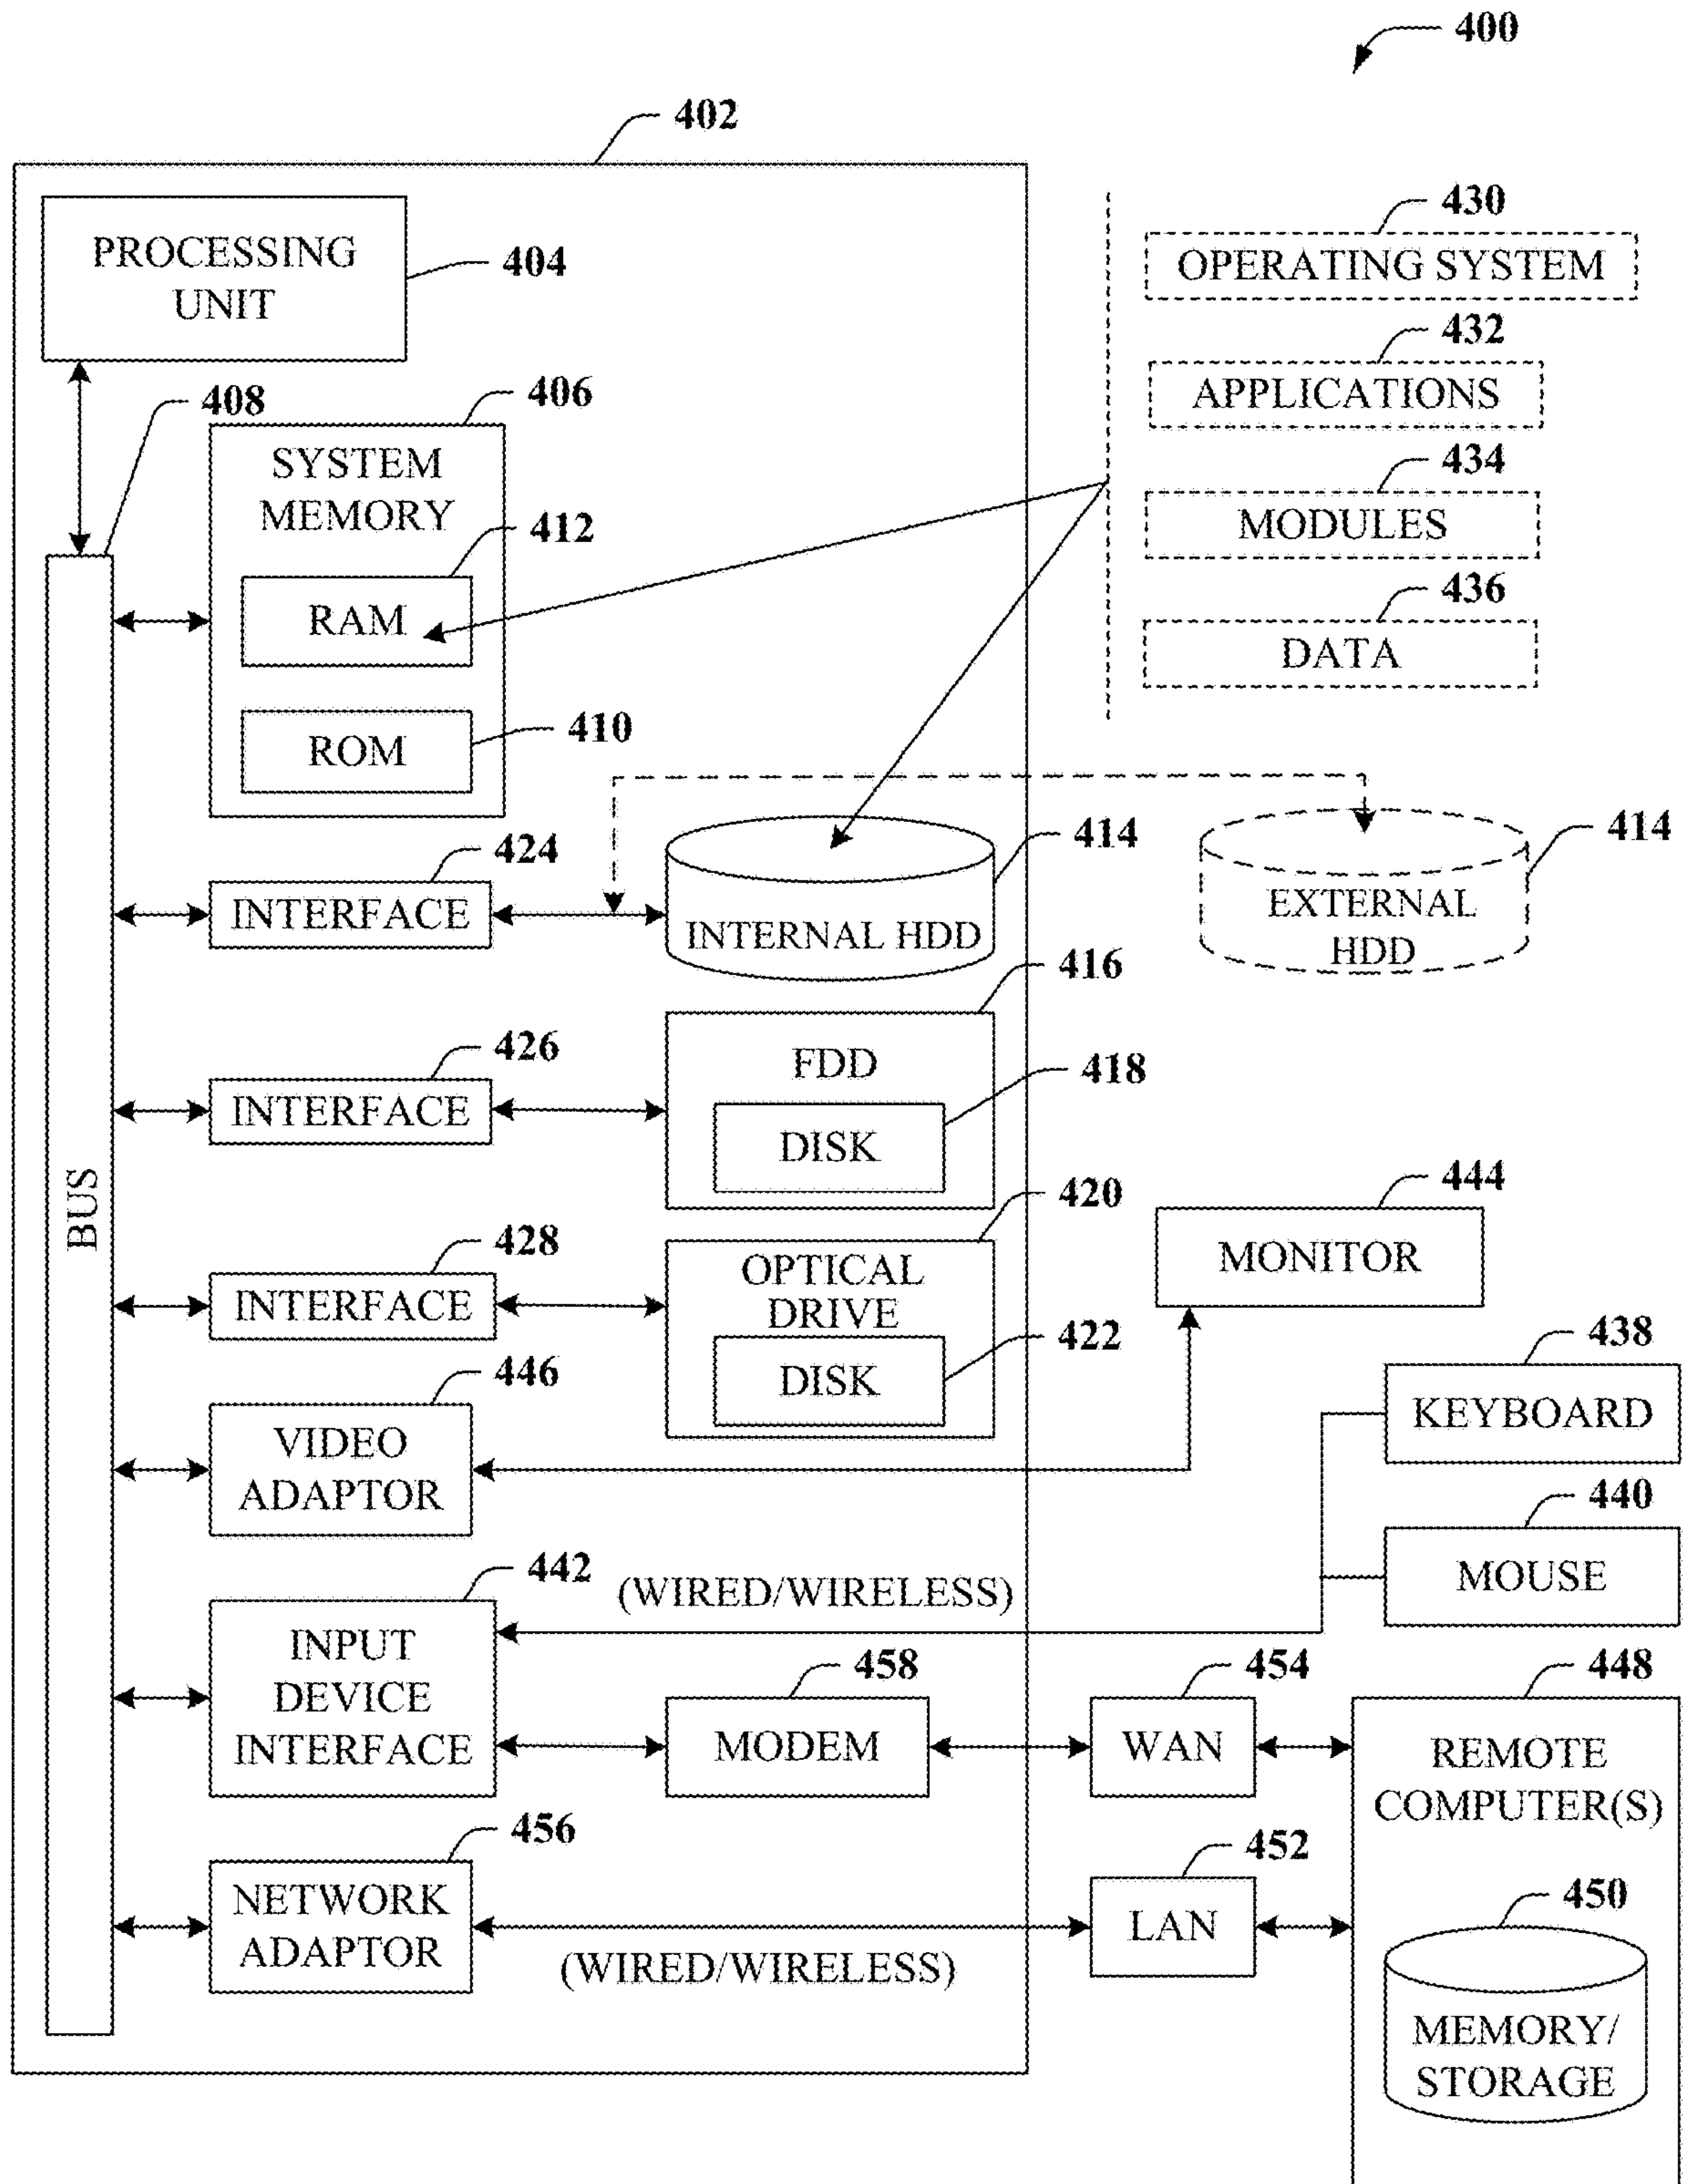 400
402
PROCESSING
UNIT
404
430
OPERATING SYSTEM
432
APPLICATIONS
434
MODULES
436
DATA
408
406
SYSTEM
MEMORY
412
RAM
410
ROM
424
INTERFACE
414
INTERNAL HDD
414
EXTERNAL
HDD
416
FDD
426
INTERFACE
418
DISK
BUS
420
OPTICAL
DRIVE
428
INTERFACE
422
DISK
444
MONITOR
438
KEYBOARD
446
VIDEO
ADAPTOR
440
MOUSE
442
(WIRED/WIRELESS)
INPUT
DEVICE
INTERFACE
458
MODEM
454
WAN
448
REMOTE
COMPUTER(S)
456
NETWORK
ADAPTOR
(WIRED/WIRELESS)
452
LAN
450
MEMORY/
STORAGE